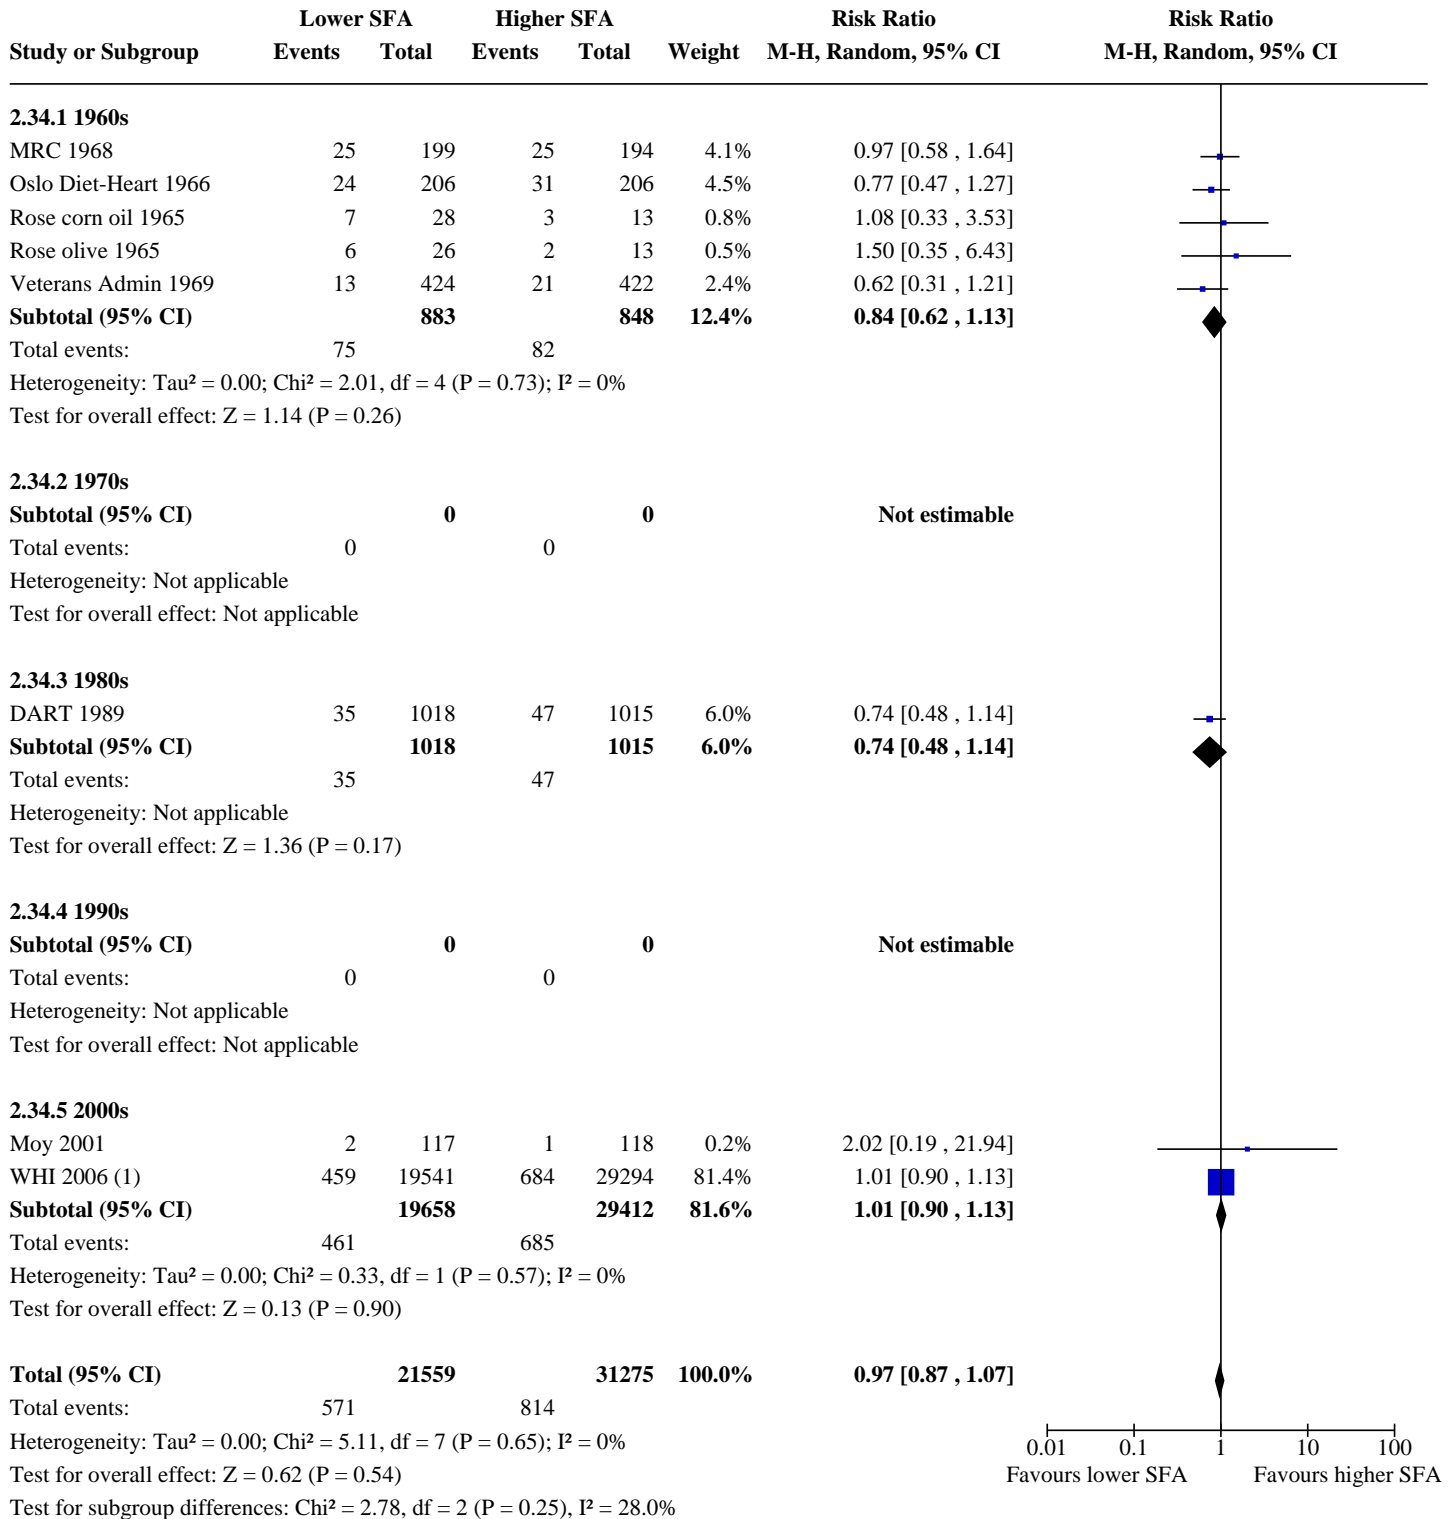 Lower SFA Higher SFA Risk Ratio Risk Ratio
Study or Subgroup Events Total Events Total Weight M-H, Random, 95% CI M-H, Random, 95% CI
2.34.1 1960s
MRC 1968 25 199 25 194 4.1% 0.97 [0.58 , 1.64]
Oslo Diet-Heart 1966 24 206 31 206 4.5% 0.77 [0.47 , 1.27]
Rose corn oil 1965 7 28 3 13 0.8% 1.08 [0.33 , 3.53]
Rose olive 1965 6 26 2 13 0.5% 1.50 [0.35 , 6.43]
Veterans Admin 1969 13 424 21 422 2.4% 0.62 [0.31 , 1.21]
Subtotal (95% CI) 883 848 12.4% 0.84 [0.62 , 1.13]
Total events: 75 82
Heterogeneity: Tau² = 0.00; Chi² = 2.01, df = 4 (P = 0.73); I² = 0%
Test for overall effect: Z = 1.14 (P = 0.26)
2.34.2 1970s
Subtotal (95% CI) 0 0 Not estimable
Total events: 0 0
Heterogeneity: Not applicable
Test for overall effect: Not applicable
2.34.3 1980s
DART 1989 35 1018 47 1015 6.0% 0.74 [0.48 , 1.14]
Subtotal (95% CI) 1018 1015 6.0% 0.74 [0.48 , 1.14]
Total events: 35 47
Heterogeneity: Not applicable
Test for overall effect: Z = 1.36 (P = 0.17)
2.34.4 1990s
Subtotal (95% CI) 0 0 Not estimable
Total events: 0 0
Heterogeneity: Not applicable
Test for overall effect: Not applicable
2.34.5 2000s
Moy 2001 2 117 1 118 0.2% 2.02 [0.19 , 21.94]
WHI 2006 (1) 459 19541 684 29294 81.4% 1.01 [0.90 , 1.13]
Subtotal (95% CI) 19658 29412 81.6% 1.01 [0.90 , 1.13]
Total events: 461 685
Heterogeneity: Tau² = 0.00; Chi² = 0.33, df = 1 (P = 0.57); I² = 0%
Test for overall effect: Z = 0.13 (P = 0.90)
Total (95% CI) 21559 31275 100.0% 0.97 [0.87 , 1.07]
Total events: 571 814
Heterogeneity: Tau² = 0.00; Chi² = 5.11, df = 7 (P = 0.65); I² = 0%
0.01 0.1 1 10 100
Test for overall effect: Z = 0.62 (P = 0.54)
Favours lower SFA Favours higher SFA
Test for subgroup differences: Chi² = 2.78, df = 2 (P = 0.25), I² = 28.0%